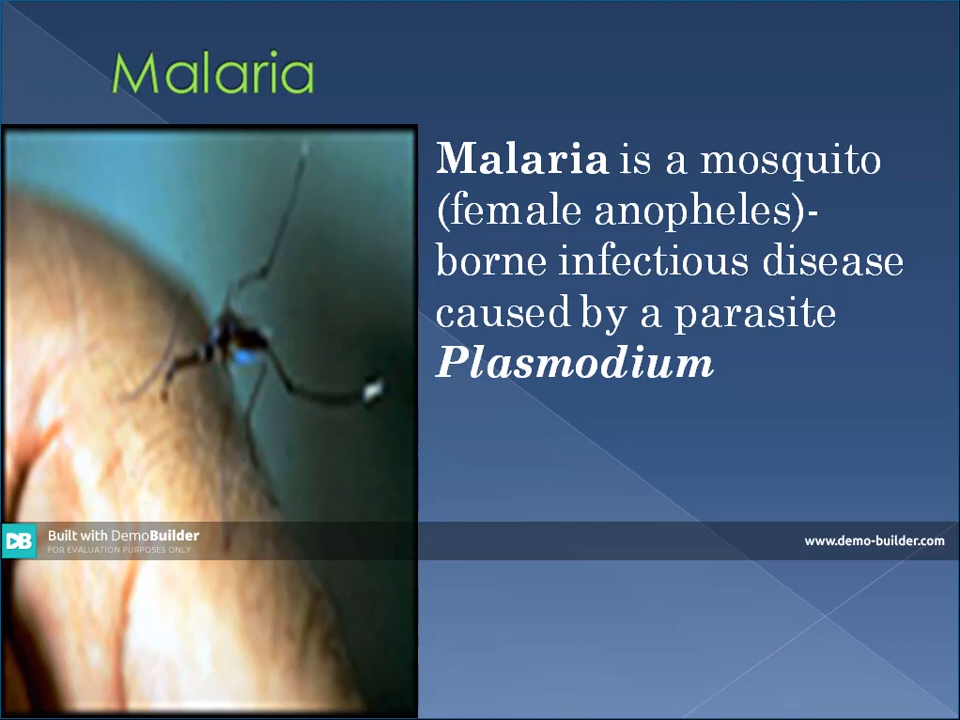 Malaria
Malaria is a mosquito
(female anopheles)-
borne infectious disease
caused by a parasite
Plasmodium
DB
Built with DemoBuilder
FOR EVALUATION PURPOSES ONLY
www.demo-builder.com